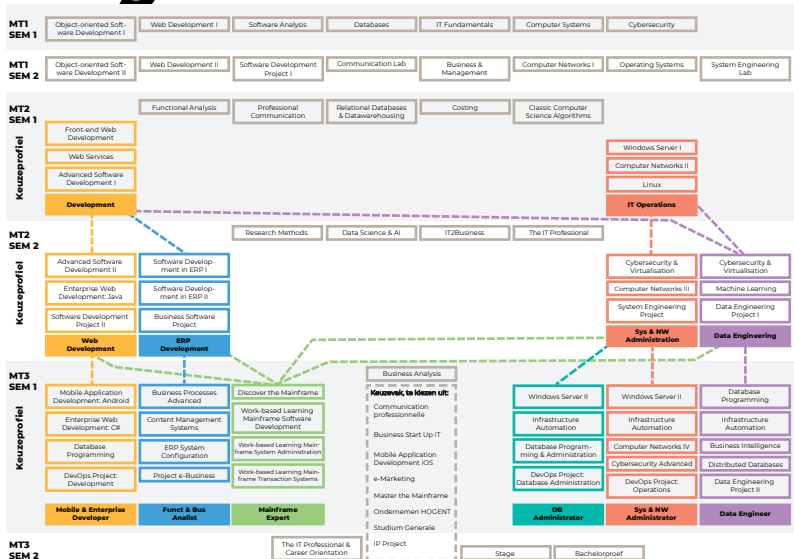 MT1
SEM 1
Object-oriented Soft-
ware Development I
Web Development I
Software Analysis
Databases
IT Fundamentals
Computer Systems
Cybersecurity
MT1
SEM 2
Object-oriented Soft-
ware Development II
Web Development II
Software Development
Project I
Communication Lab
Business &
Management
Computer Networks I
Operating Systems
System Engineering
Lab
MT2
SEM 1
Functional Analysis
Professional
Communication
Relational Databases
& Datawarehousing
Costing
Classic Computer
Science Algorithms
Keuzeprofiel
Front-end Web
Development
Web Services
Advanced Software
Development I
Development
Windows Server I
Computer Networks II
Linux
IT Operations
MT2
SEM 2
Research Methods
Data Science & AI
IT2Business
The IT Professional
Keuzeprofiel
Advanced Software
Development II
Enterprise Web
Development: Java
Software Development
Project II
Web
Development
Software Develop-
ment in ERP I
Software Develop-
ment in ERP II
Business Software
Project
ERP
Development
Cybersecurity &
Virtualisation
Computer Networks III
System Engineering
Project
Sys & NW
Administration
Cybersecurity &
Virtualisation
Machine Learning
Data Engineering
Project I
Data Engineering
MT3
SEM 1
Business Analysis
Keuzeprofiel
Mobile Application
Development: Android
Enterprise Web
Development: C#
Database
Programming
DevOps Project:
Development
Mobile & Enterprise
Developer
Business Processes
Advanced
Content Management
Systems
ERP System
Configuration
Project e-Business
Funct & Bus
Analist
Discover the Mainframe
Work-based Learning
Mainframe Software
Development
Work-based Learning Main-
frame System Administration
Work-based Learning Main-
frame Transaction Systems
Mainframe
Expert
Keuzevak, te kiezen uit:
Communication
professionnelle
Business Start Up IT
Mobile Application
Development iOS
e-Marketing
Master the Mainframe
Ondernemen HOGENT
Studium Generale
IP Project
Windows Server II
Infrastructure
Automation
Database Program-
ming & Administration
DevOps Project:
Database Administration
DB
Administrator
Windows Server II
Infrastructure
Automation
Computer Networks IV
Cybersecurity Advanced
DevOps Project:
Operations
Sys & NW
Administrator
Database
Programming
Infrastructure
Automation
Business Intelligence
Distributed Databases
Data Engineering
Project II
Data Engineer
MT3
SEM 2
The IT Professional &
Career Orientation
Stage
Bachelorproef